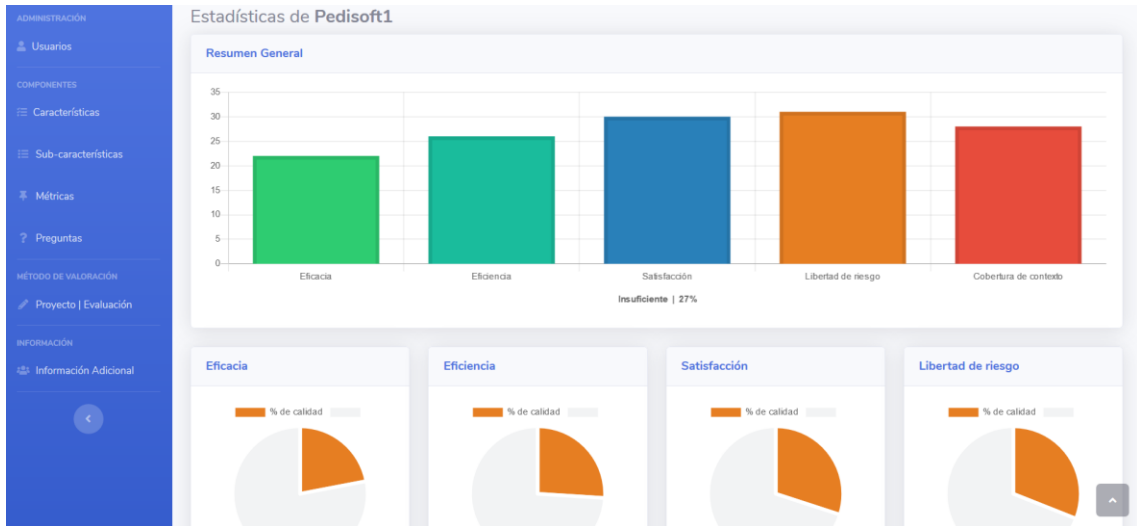 ADMINISTRACIÓN
Usuarios
COMPONENTES
Características
Sub-características
Métricas
? Preguntas
MÉTODO DE VALORACIÓN
Proyecto | Evaluación
INFORMACIÓN
Información Adicional
Estadísticas de Pedisoft1
Resumen General
35
30
25
20
15
10
5
0
Eficacia Eficiencia Satisfacción Libertad de riesgo Cobertura de contexto
Insuficiente | 27%
Eficacia
% de calidad
Eficiencia
% de calidad
Satisfacción
% de calidad
Libertad de riesgo
% de calidad